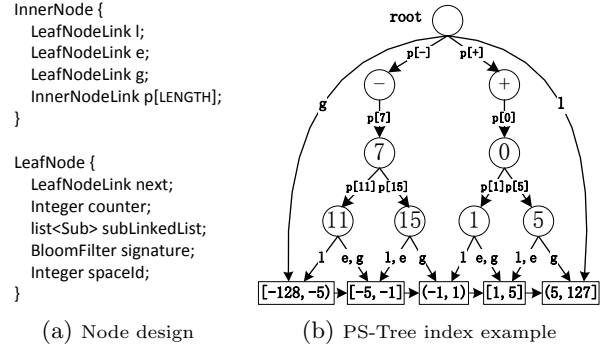 InnerNode {
LeafNodeLink l;
LeafNodeLink e;
LeafNodeLink g;
InnerNodeLink p[LENGTH];
}
LeafNode {
LeafNodeLink next;
Integer counter;
list<Sub> subLinkedList;
BloomFilter signature;
Integer spaceId;
}
(a) Node design
root
p[-] p[+]
− +
g p[7] p[0] l
7 0
p[11] p[15] p[1] p[5]
11 15 1 5
l e, g l, e g l e, g l, e g
[-128, -5) [-5, -1] (-1, 1) [1, 5] (5, 127]
(b) PS-Tree index example